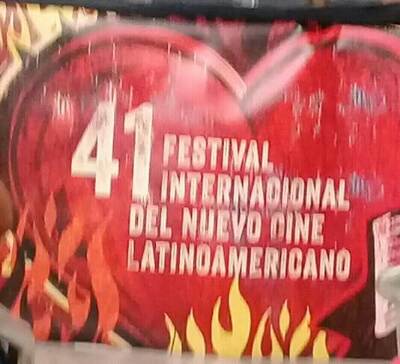 41 FESTIVAL
INTERNACIONAL
DEL NUEVO CINE
LATINOAMERICANO